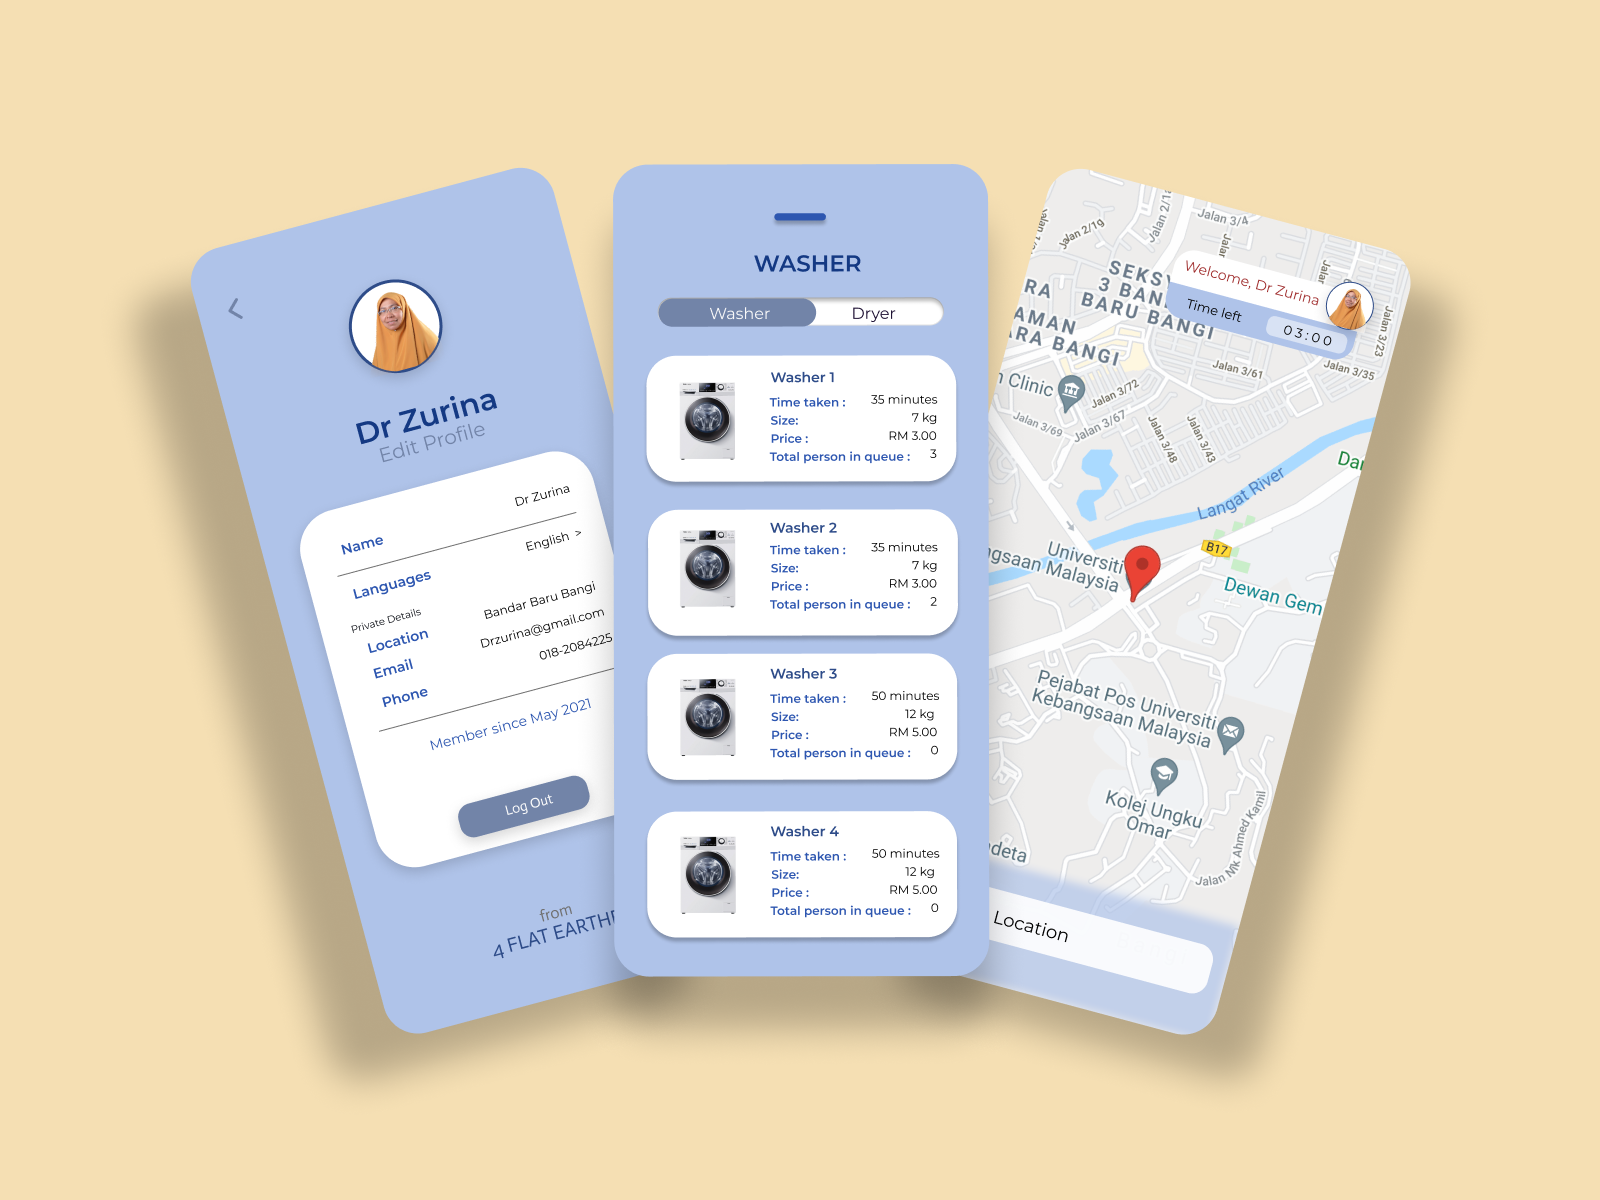 Dr Zurina
Edit Profile
Name
Dr Zurina
Languages
English >
Private Details
Location
Bandar Baru Bangi
Email
Drzurina@gmail.com
Phone
018-2084225
Member since May 2021
Log Out
from
4 FLAT EARTHE
WASHER
Washer
Dryer
Washer 1
Time taken : 35 minutes
Size: 7 kg
Price : RM 3.00
Total person in queue : 3
Washer 2
Time taken : 35 minutes
Size: 7 kg
Price : RM 3.00
Total person in queue : 2
Washer 3
Time taken : 50 minutes
Size: 12 kg
Price : RM 5.00
Total person in queue : 0
Washer 4
Time taken : 50 minutes
Size: 12 kg
Price : RM 5.00
Total person in queue : 0
Jalan 2/1g
Jalan 3/4
Welcome, Dr Zurina
Time left
03:00
SEKSY
3 BAN
BARU BANGI
RA
AMAN
RA BANGI
Jalan 3/23
Jalan 3/35
Jalan 3/61
Clinic
Jalan 3/72
Jalan 3/69
Jalan 3/67
Jalan 3/48
Jalan 3/43
Langat River
B17
Universiti
ngsaan Malaysia
Dewan Gem
Pejabat Pos Universiti
Kebangsaan Malaysia
Kolej Ungku
Omar
deta
Jalan Mk Ahmed Kamil
Location